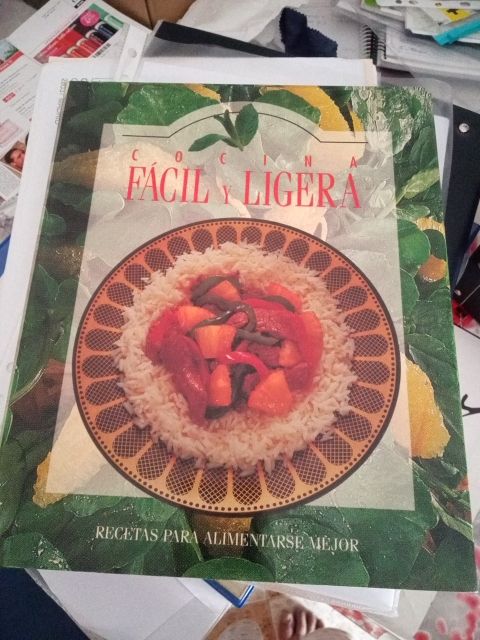 COCINA
FÁCIL Y LIGERA
RECETAS PARA ALIMENTARSE MEJOR